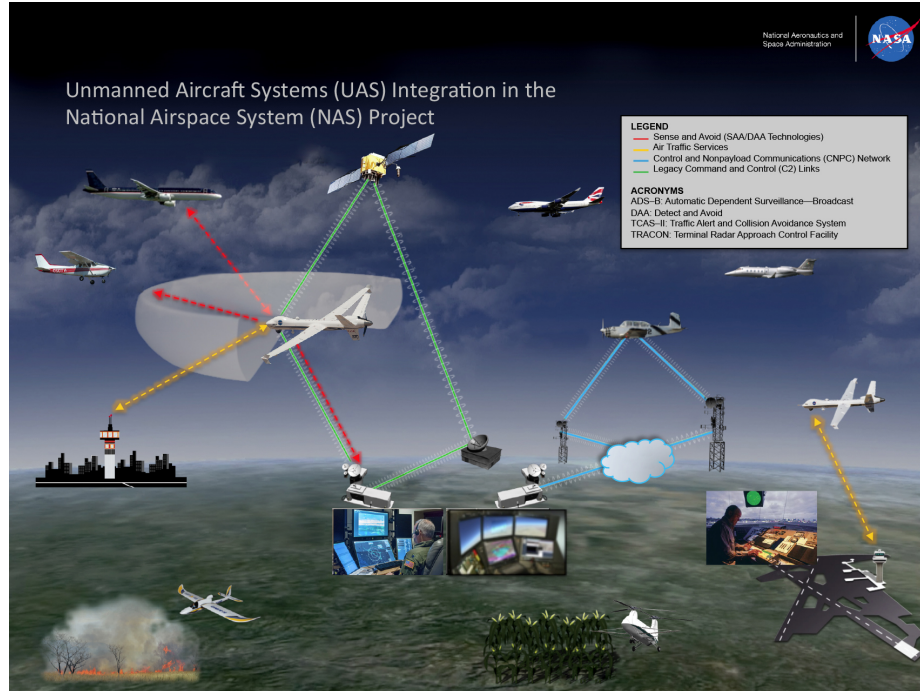 National Aeronautics and
Space Administration
NASA
Unmanned Aircraft Systems (UAS) Integration in the
National Airspace System (NAS) Project
LEGEND
Sense and Avoid (SAA/DAA Technologies)
Air Traffic Services
Control and Nonpayload Communications (CNPC) Network
Legacy Command and Control (C2) Links
ACRONYMS
ADS–B: Automatic Dependent Surveillance—Broadcast
DAA: Detect and Avoid
TCAS–II: Traffic Alert and Collision Avoidance System
TRACON: Terminal Radar Approach Control Facility